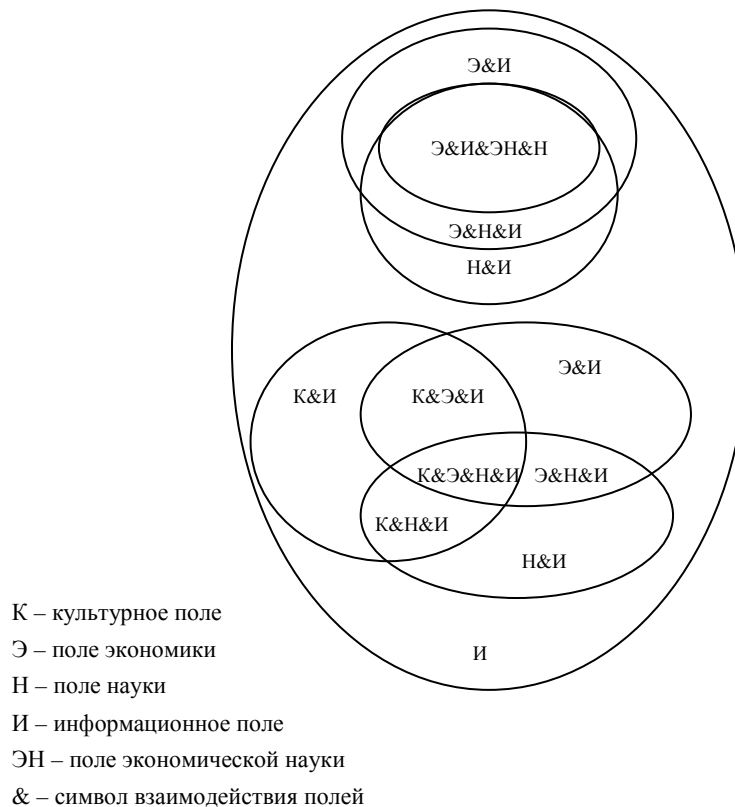 Э&И
Э&И&ЭН&Н
Э&Н&И
Н&И
Э&И
К&И
К&Э&И
К&Э&Н&И
Э&Н&И
К&Н&И
Н&И
К – культурное поле
Э – поле экономики
И
Н – поле науки
И – информационное поле
ЭН – поле экономической науки
& – символ взаимодействия полей